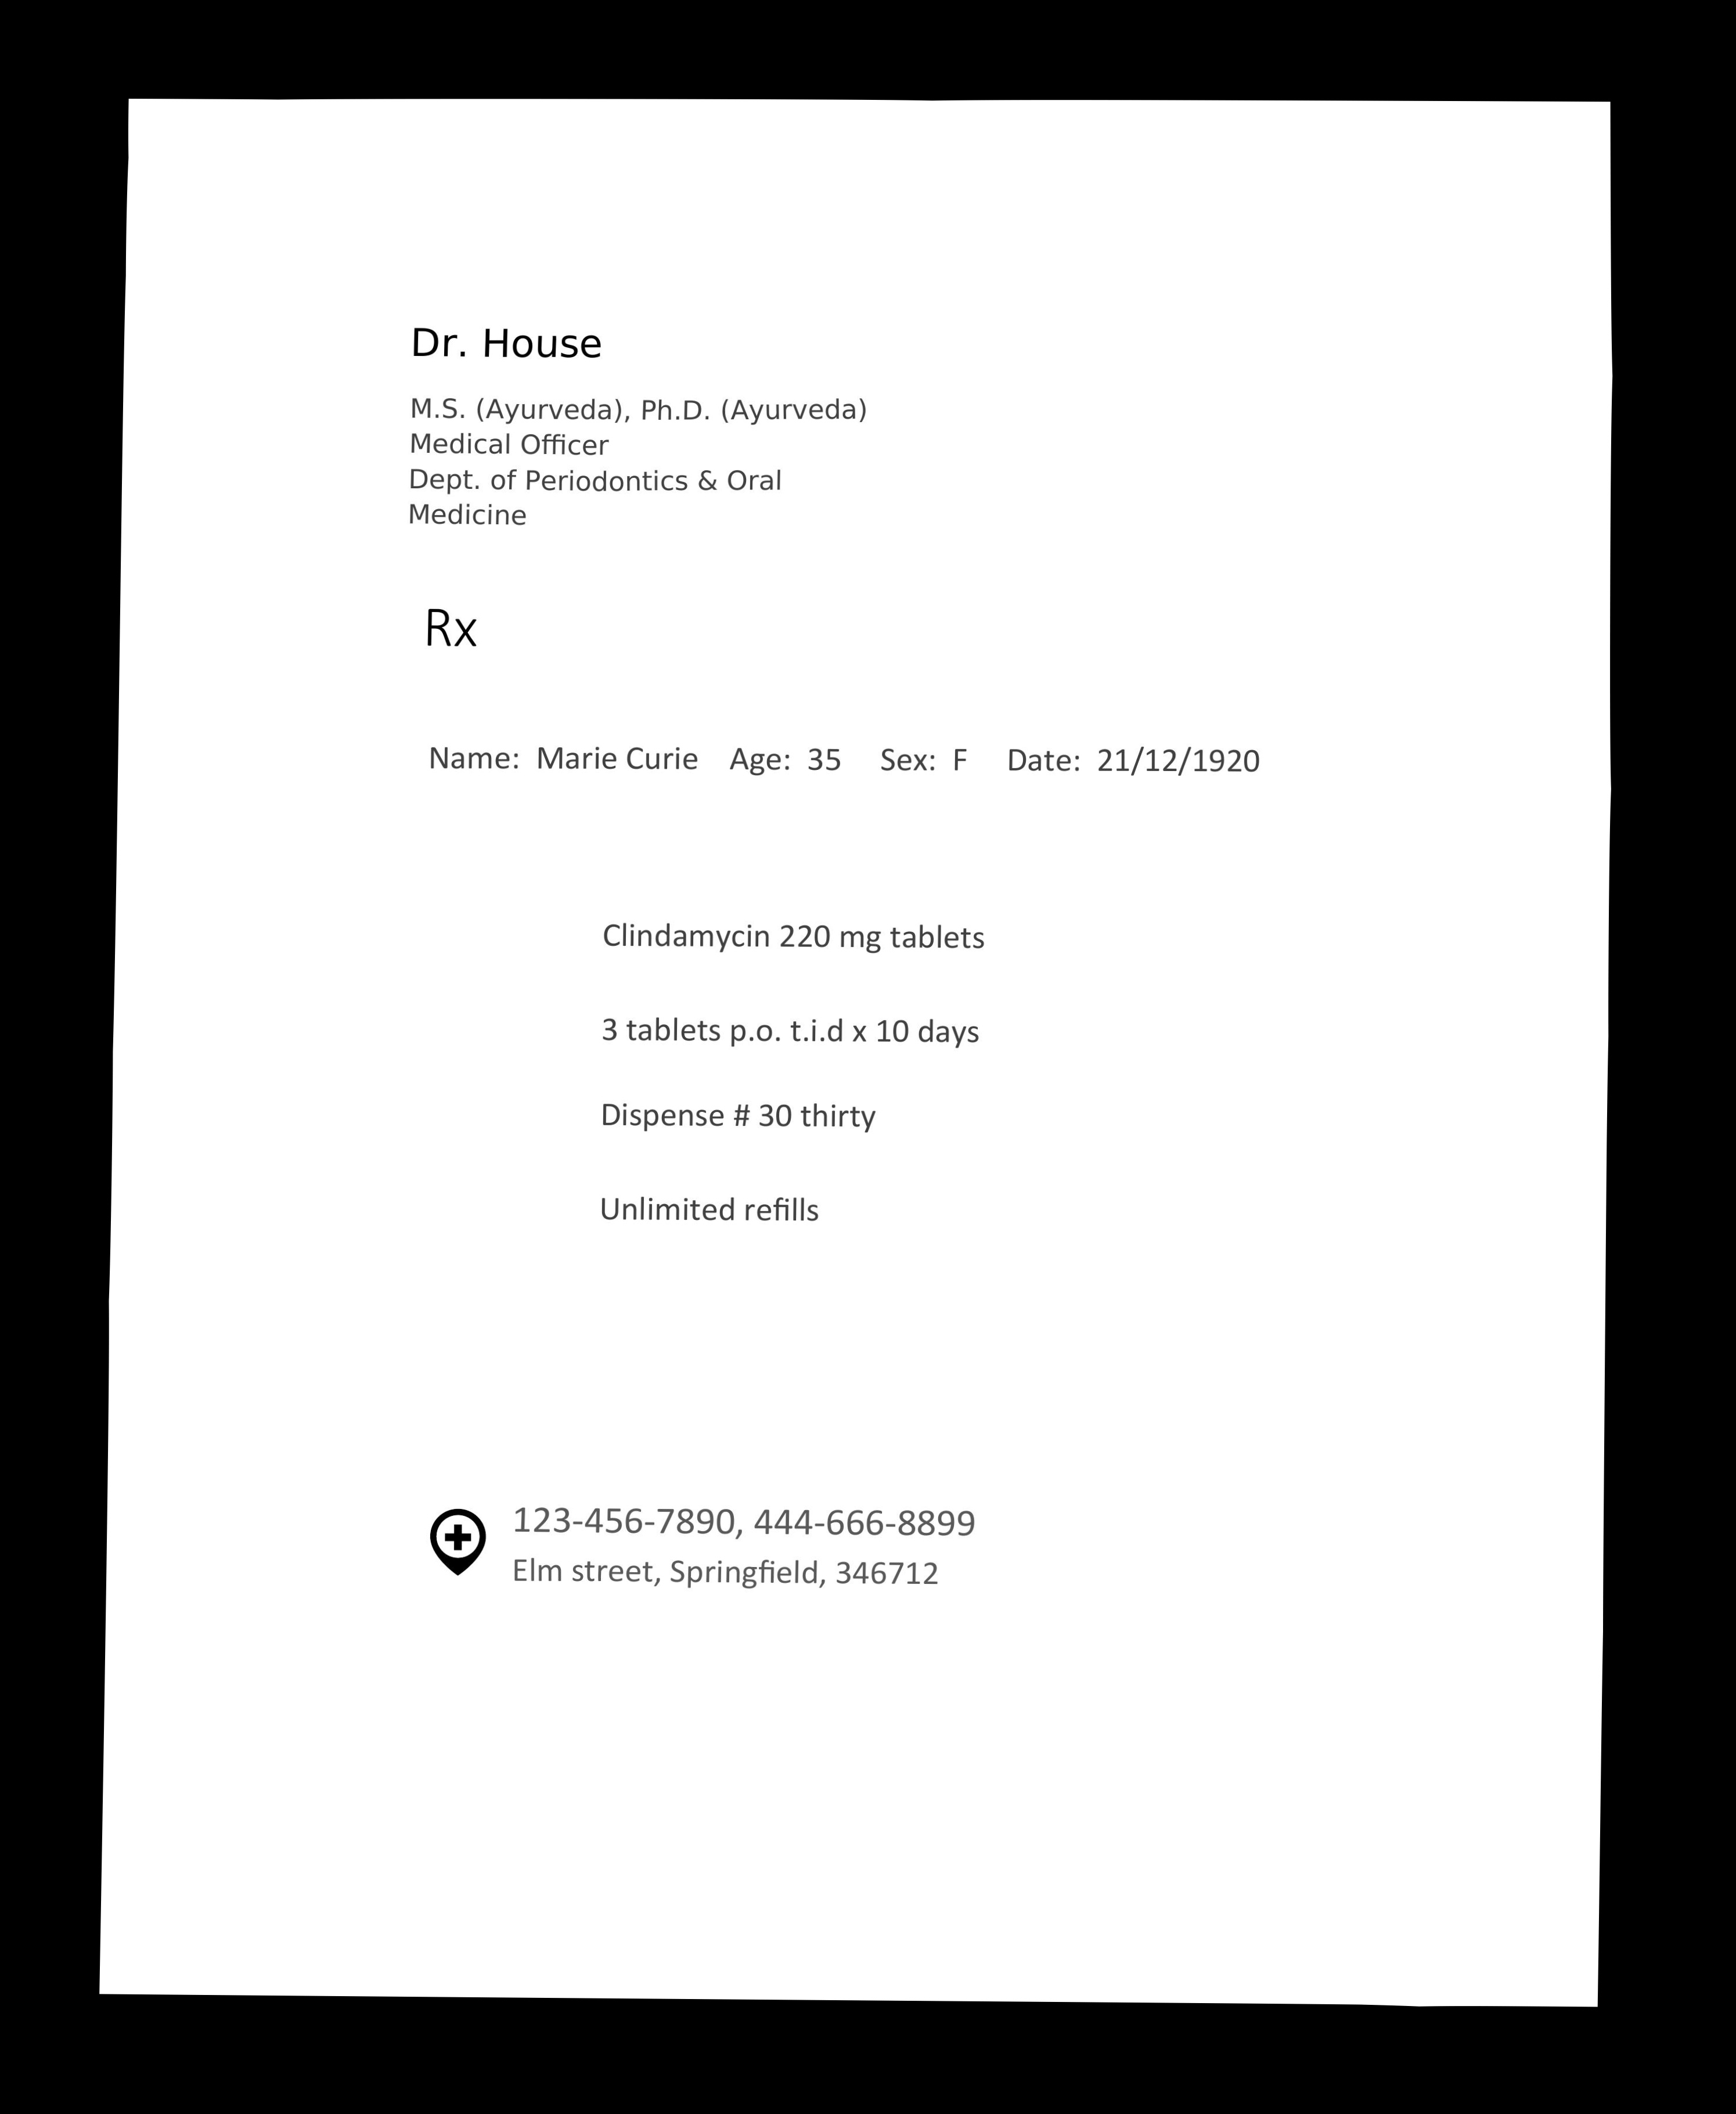 Dr. House
M.S. (Ayurveda), Ph.D. (Ayurveda)
Medical Officer
Dept. of Periodontics & Oral
Medicine
Rx
Name: Marie Curie Age: 35 Sex: F Date: 21/12/1920
Clindamycin 220 mg tablets
3 tablets p.o. t.i.d x 10 days
Dispense # 30 thirty
Unlimited refills
123-456-7890, 444-666-8899
Elm street, Springfield, 346712